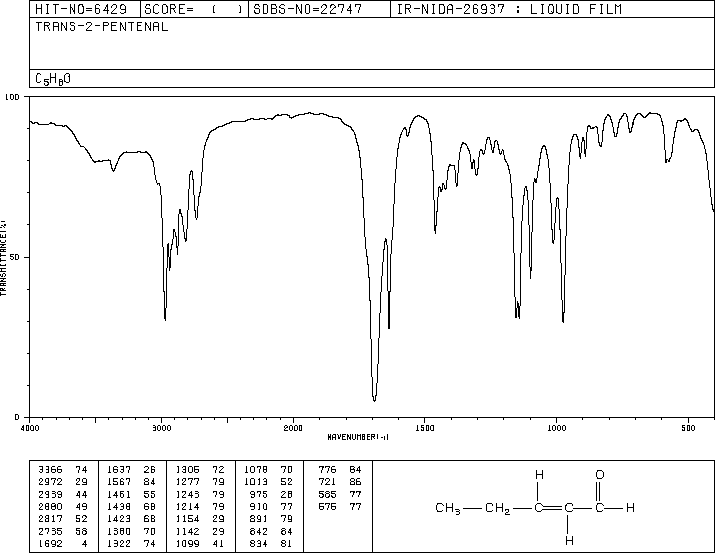 HIT-NO=6429 SCORE= ( ) SDBS-NO=22747 IR-NIDA-26937 : LIQUID FILM
TRANS-2-PENTENAL
C5H8O
100
50
0
TRANSMITTANCE(%)
4000 3000 2000 1500 1000 500
WAVENUMBER(-1)
3366 74 1637 26 1306 72 1078 70 776 84
2972 29 1567 84 1277 79 1013 52 721 86
2939 44 1461 55 1243 79 975 28 585 77
2880 49 1438 68 1214 79 910 77 575 77
2817 52 1423 68 1154 29 891 79
2735 58 1380 70 1142 29 842 84
1692 4 1322 74 1099 41 834 81
H O
CH3 CH2 C C C H
H